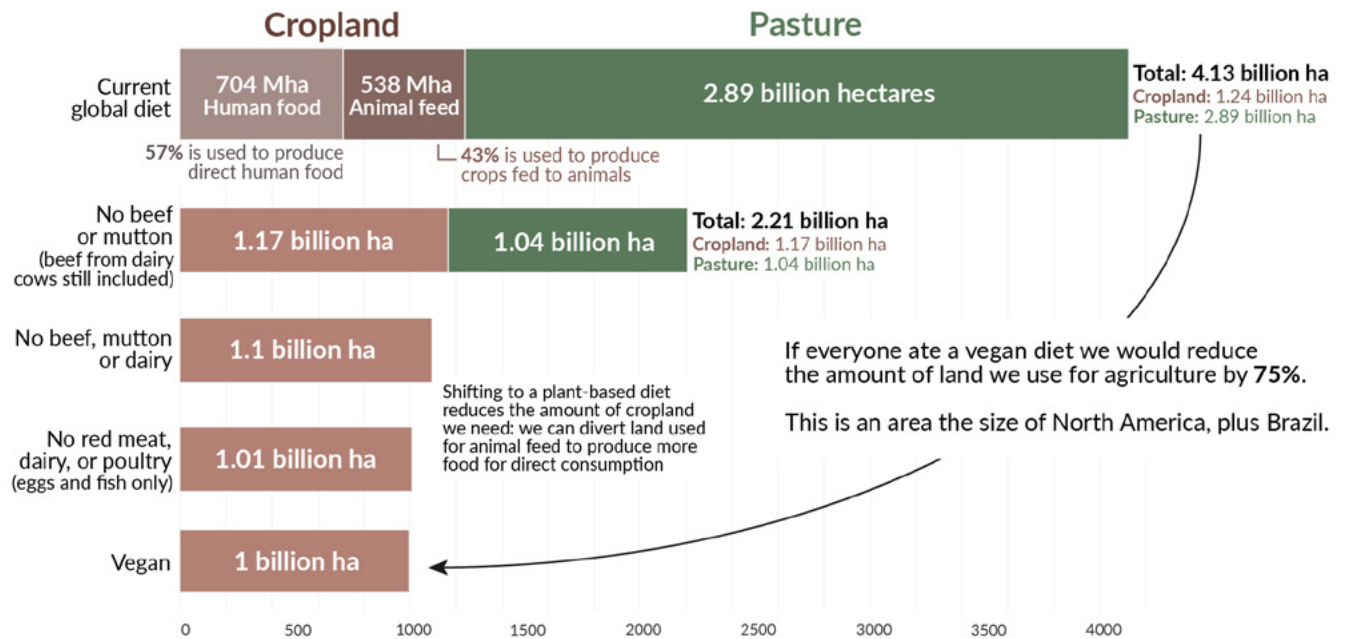 Cropland
Pasture
Current
global diet
704 Mha
Human food
538 Mha
Animal feed
2.89 billion hectares
Total: 4.13 billion ha
Cropland: 1.24 billion ha
Pasture: 2.89 billion ha
57% is used to produce
direct human food
43% is used to produce
crops fed to animals
No beef
or mutton
(beef from dairy
cows still included)
1.17 billion ha
1.04 billion ha
Total: 2.21 billion ha
Cropland: 1.17 billion ha
Pasture: 1.04 billion ha
No beef, mutton
or dairy
1.1 billion ha
If everyone ate a vegan diet we would reduce
the amount of land we use for agriculture by 75%.
This is an area the size of North America, plus Brazil.
Shifting to a plant-based diet
reduces the amount of cropland
we need: we can divert land used
for animal feed to produce more
food for direct consumption
No red meat,
dairy, or poultry
(eggs and fish only)
1.01 billion ha
Vegan
1 billion ha
0 500 1000 1500 2000 2500 3000 3500 4000